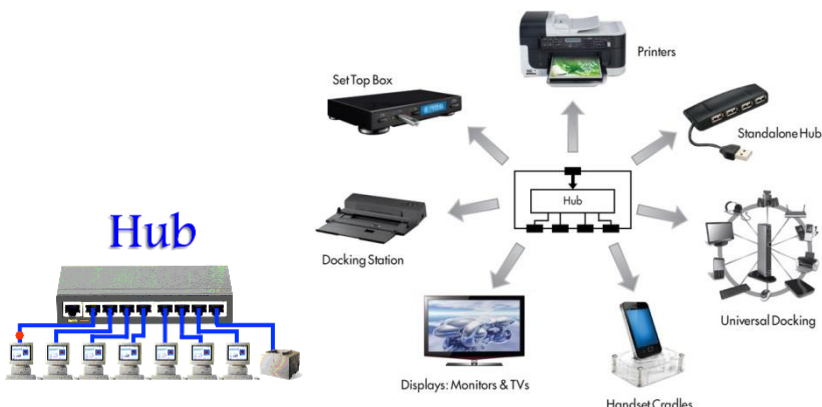 Hub
Printers
Set Top Box
Standalone Hub
Hub
Docking Station
Universal Docking
Displays: Monitors & TVs
Handset Cradles